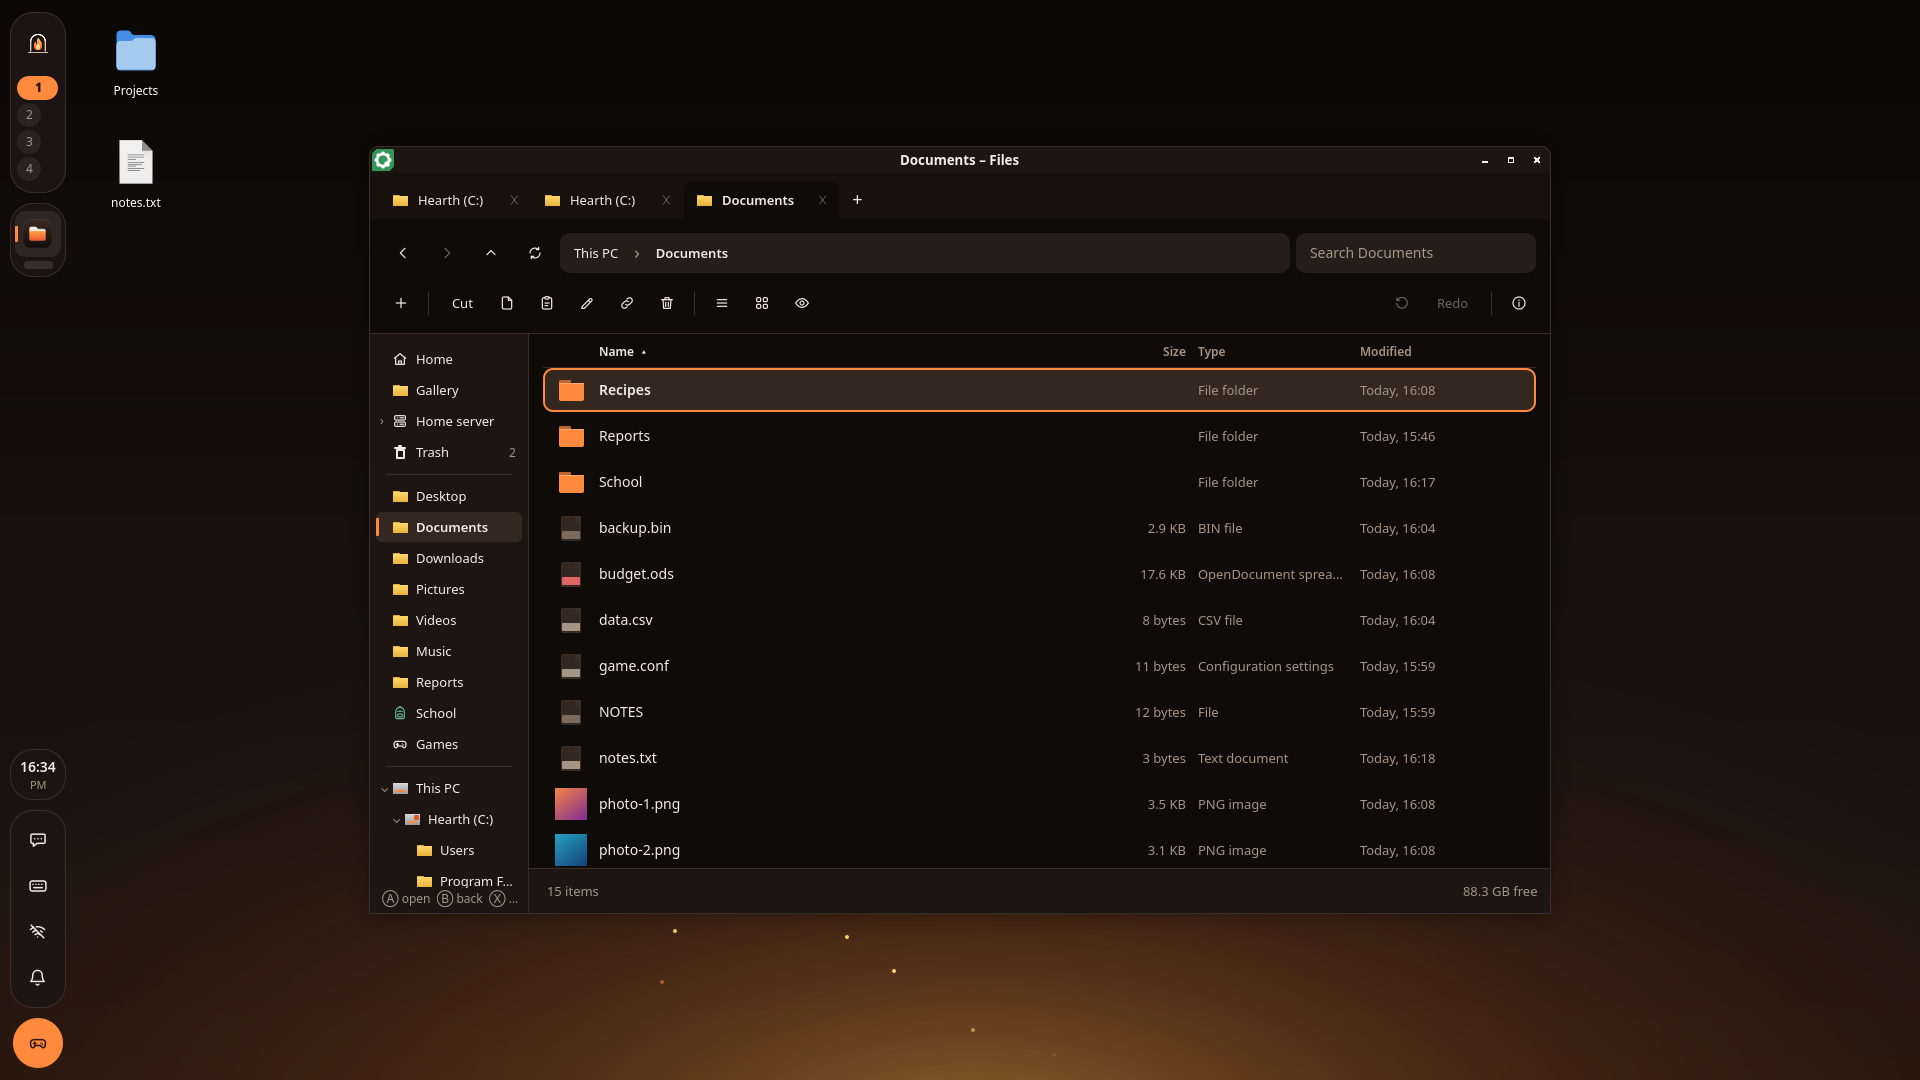 1
2
3
4
Projects
notes.txt
Documents – Files
Hearth (C:) X
Hearth (C:) X
Documents X +
This PC › Documents
Search Documents
Cut
Redo
Home
Gallery
Home server
Trash 2
Desktop
Documents
Downloads
Pictures
Videos
Music
Reports
School
Games
This PC
Hearth (C:)
Users
Program F...
A open B back X ...
Name Size Type Modified
Recipes File folder Today, 16:08
Reports File folder Today, 15:46
School File folder Today, 16:17
backup.bin 2.9 KB BIN file Today, 16:04
budget.ods 17.6 KB OpenDocument sprea... Today, 16:08
data.csv 8 bytes CSV file Today, 16:04
game.conf 11 bytes Configuration settings Today, 15:59
NOTES 12 bytes File Today, 15:59
notes.txt 3 bytes Text document Today, 16:18
photo-1.png 3.5 KB PNG image Today, 16:08
photo-2.png 3.1 KB PNG image Today, 16:08
15 items
88.3 GB free
16:34
PM